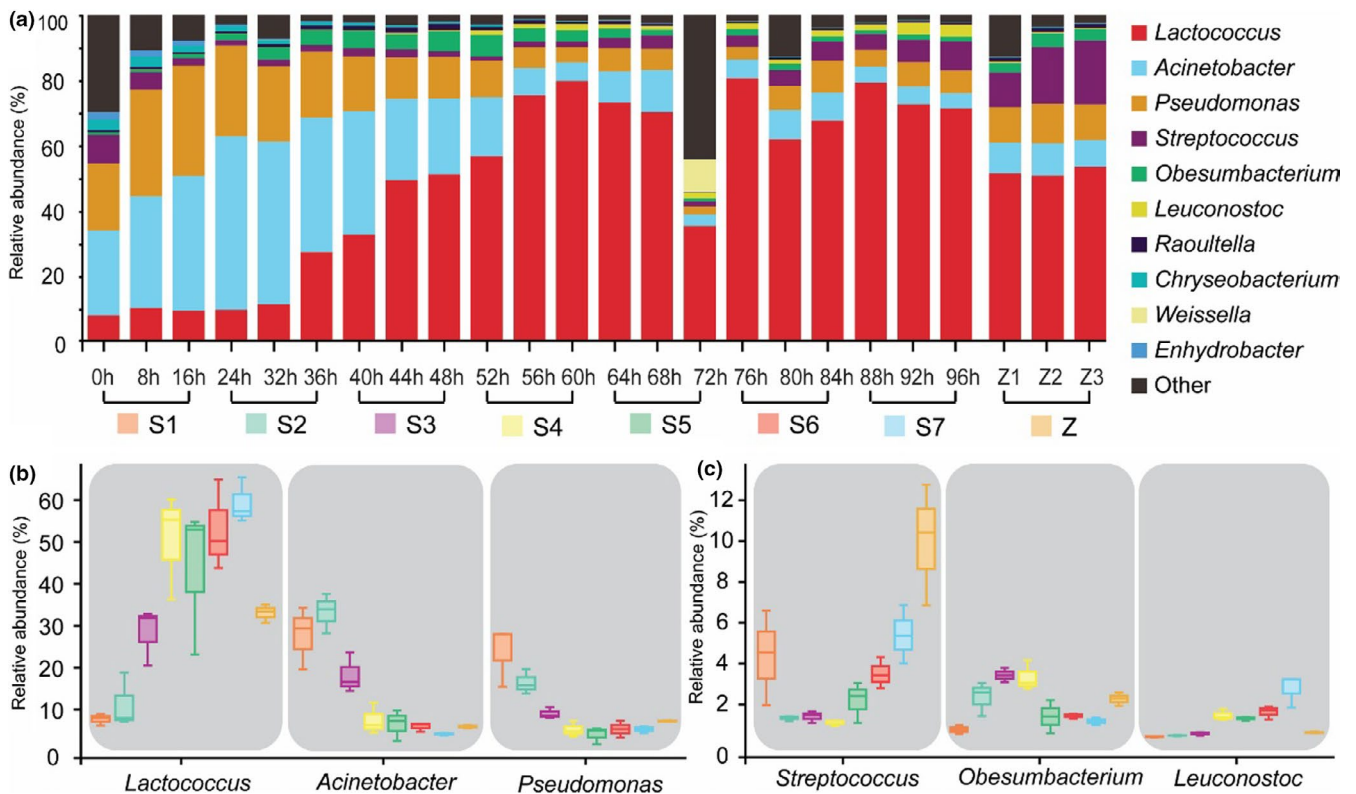 (a)
Relative abundance (%)
100
80
60
40
20
0
0h 8h 16h 24h 32h 36h 40h 44h 48h 52h 56h 60h 64h 68h 72h 76h 80h 84h 88h 92h 96h Z1 Z2 Z3
S1 S2 S3 S4 S5 S6 S7 Z
Lactococcus
Acinetobacter
Pseudomonas
Streptococcus
Obesumbacterium
Leuconostoc
Raoultella
Chryseobacterium
Weissella
Enhydrobacter
Other
(b)
Relative abundance (%)
60
50
40
30
20
10
0
Lactococcus Acinetobacter Pseudomonas
(c)
Relative abundance (%)
12
10
8
6
4
2
0
Streptococcus Obesumbacterium Leuconostoc